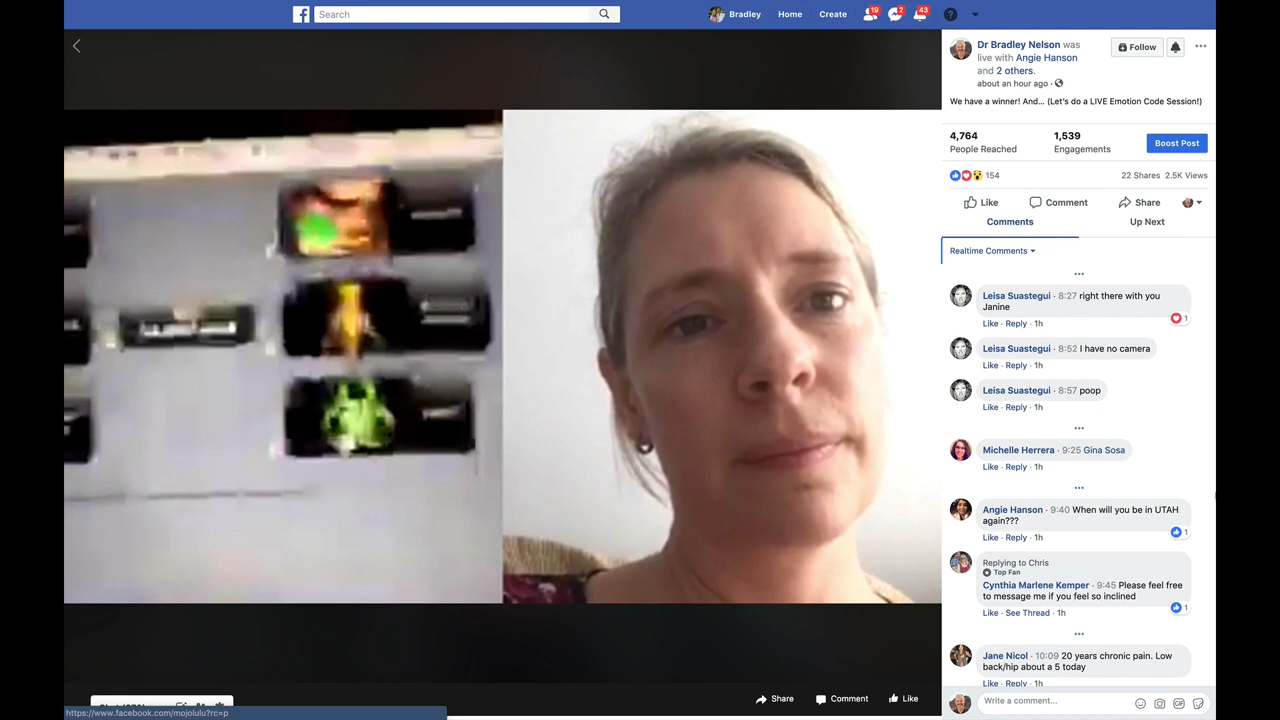 Search
Bradley
Home
Create
19
2
43
Dr Bradley Nelson was
live with Angie Hanson
and 2 others.
about an hour ago ·
Follow
We have a winner! And... (Let's do a LIVE Emotion Code Session!)
4,764
People Reached
1,539
Engagements
Boost Post
154
22 Shares 2.5K Views
Like
Comment
Share
Comments
Up Next
Realtime Comments
Leisa Suastegui · 8:27 right there with you
Janine
1
Like · Reply · 1h
Leisa Suastegui · 8:52 I have no camera
Like · Reply · 1h
Leisa Suastegui · 8:57 poop
Like · Reply · 1h
Michelle Herrera · 9:25 Gina Sosa
Like · Reply · 1h
Angie Hanson · 9:40 When will you be in UTAH
again???
1
Like · Reply · 1h
Replying to Chris
Top Fan
Cynthia Marlene Kemper · 9:45 Please feel free
to message me if you feel so inclined
1
Like · See Thread · 1h
Jane Nicol · 10:09 20 years chronic pain. Low
back/hip about a 5 today
Like · Reply · 1h
Write a comment...
Share
Comment
Like
https://www.facebook.com/mojolulu?rc=p